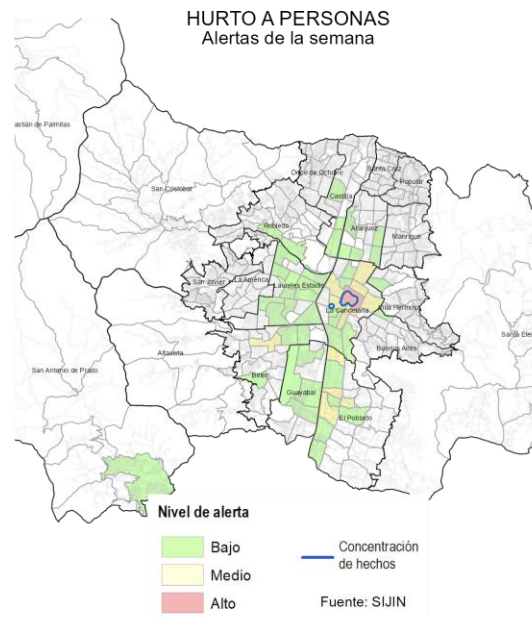 HURTO A PERSONAS
Alertas de la semana
astián de Palmitas
San Cristóbal
Doce de Octubre
Santa Cruz
Popular
Castilla
Aranjuez
Manrique
Robledo
San Javier
La América
Laureles Estadio
La Candelaria
Villa Hermosa
Buenos Aires
Santa Elen
Altavista
San Antonio de Prado
Belén
Guayabal
El Poblado
Nivel de alerta
Bajo
Medio
Alto
Concentración
de hechos
Fuente: SIJIN